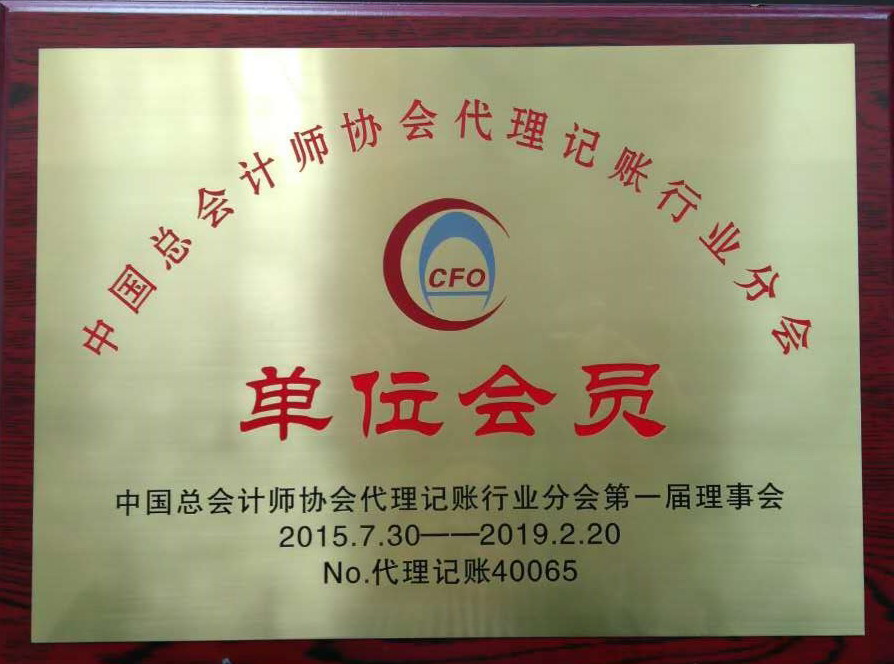 中国总会计师协会代理记账行业分会
CFO
单位会员
中国总会计师协会代理记账行业分会第一届理事会
2015.7.30——2019.2.20
No.代理记账40065